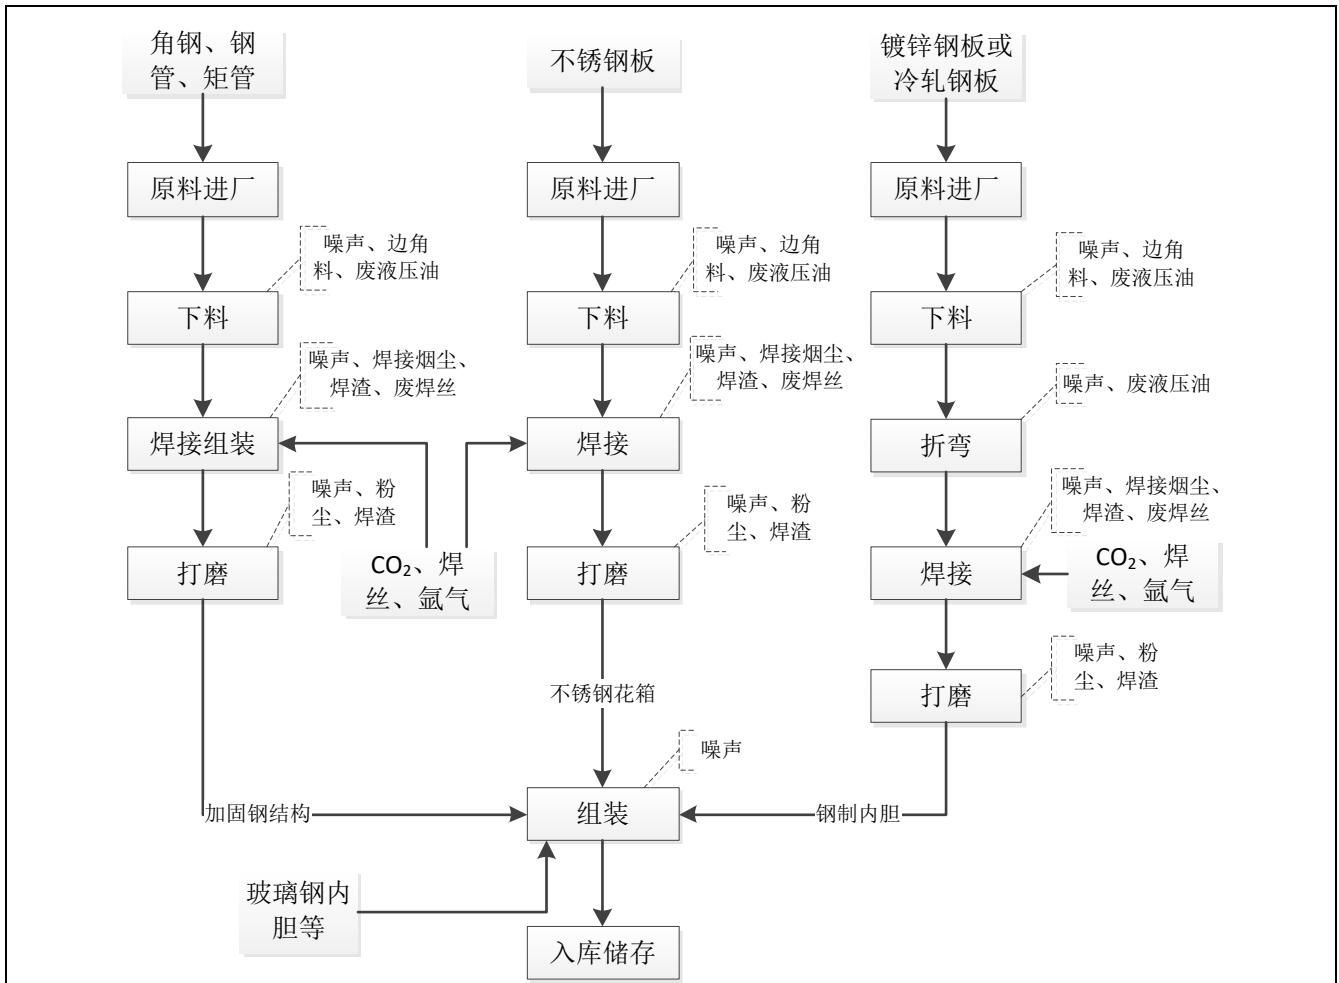 角钢、钢
管、矩管
不锈钢板
镀锌钢板或
冷轧钢板
原料进厂
原料进厂
原料进厂
噪声、边角
料、废液压油
噪声、边角
料、废液压油
噪声、边角
料、废液压油
下料
下料
下料
噪声、焊接烟尘、
焊渣、废焊丝
噪声、焊接烟尘、
焊渣、废焊丝
噪声、废液压油
焊接组装
焊接
折弯
噪声、粉
尘、焊渣
噪声、粉
尘、焊渣
噪声、焊接烟尘、
焊渣、废焊丝
打磨
CO₂、焊
丝、氩气
打磨
焊接
CO₂、焊
丝、氩气
噪声、粉
尘、焊渣
不锈钢花箱
打磨
噪声
加固钢结构
组装
钢制内胆
玻璃钢内
胆等
入库储存